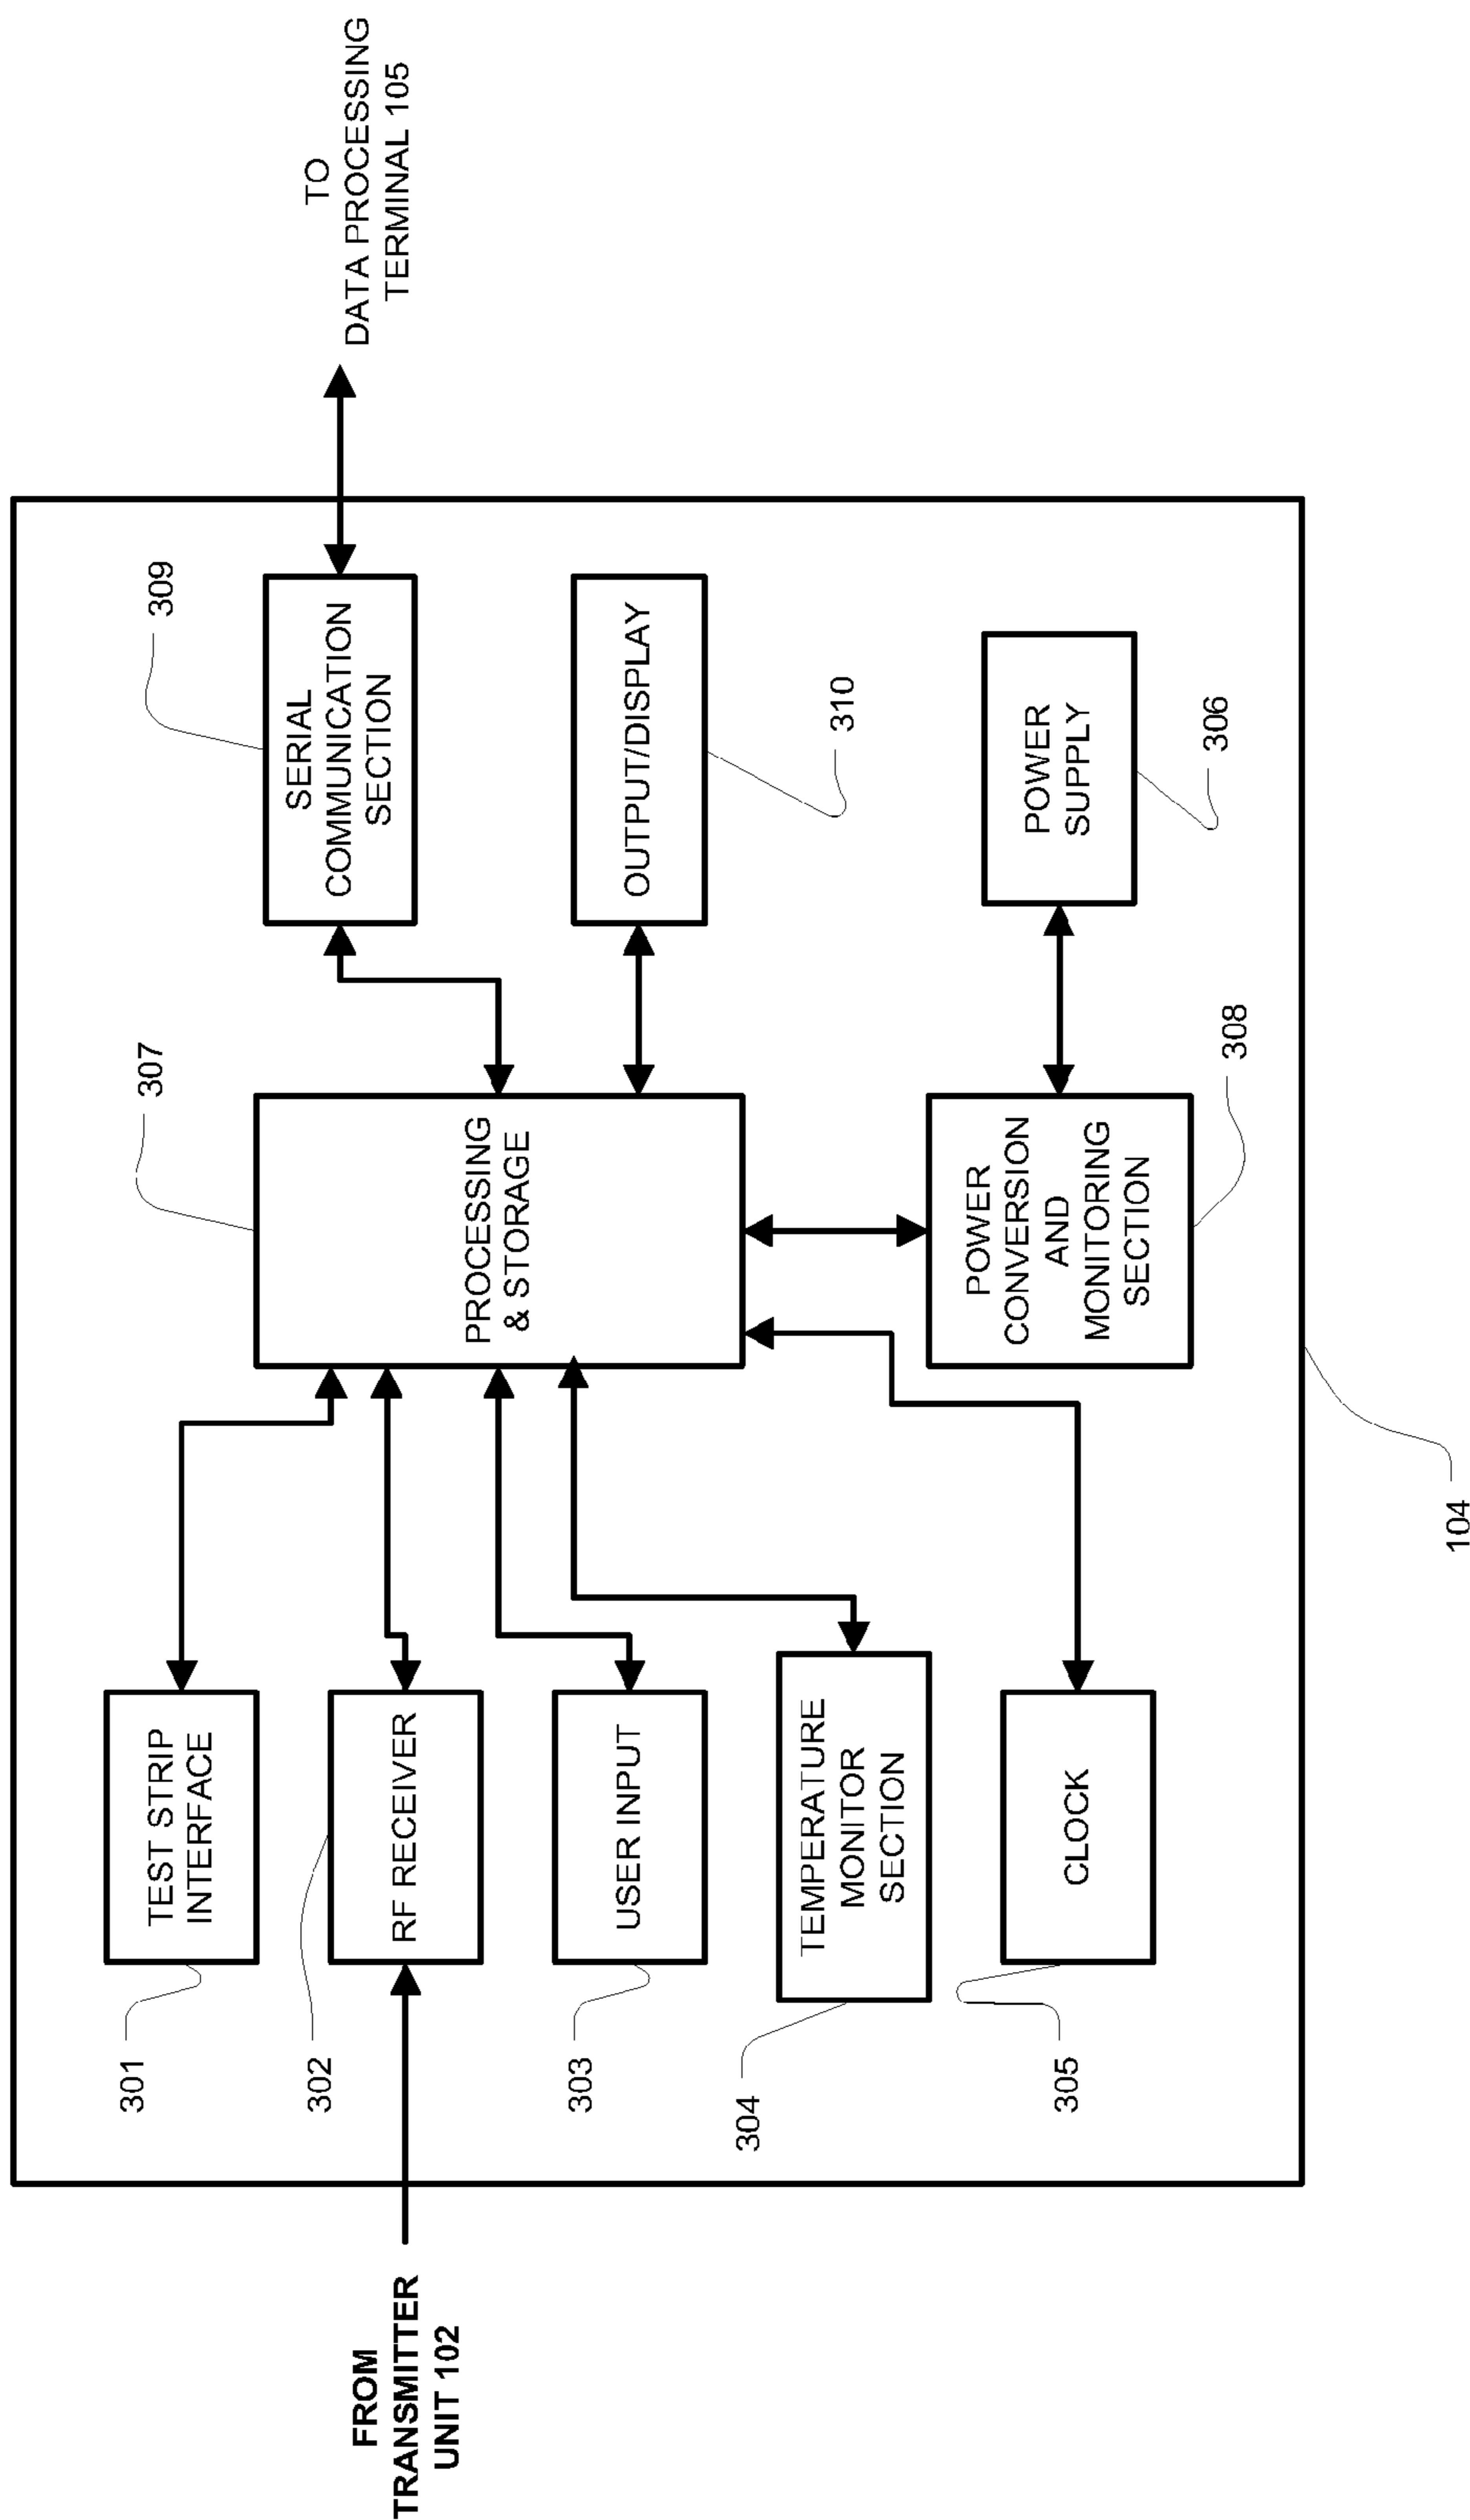 FROM
TRANSMITTER
UNIT 102
301
TEST STRIP
INTERFACE
302
RF RECEIVER
303
USER INPUT
304
TEMPERATURE
MONITOR
SECTION
305
CLOCK
307
PROCESSING
& STORAGE
308
POWER
CONVERSION
AND
MONITORING
SECTION
309
SERIAL
COMMUNICATION
SECTION
OUTPUT/DISPLAY
310
POWER
SUPPLY
306
104
TO
DATA PROCESSING
TERMINAL 105